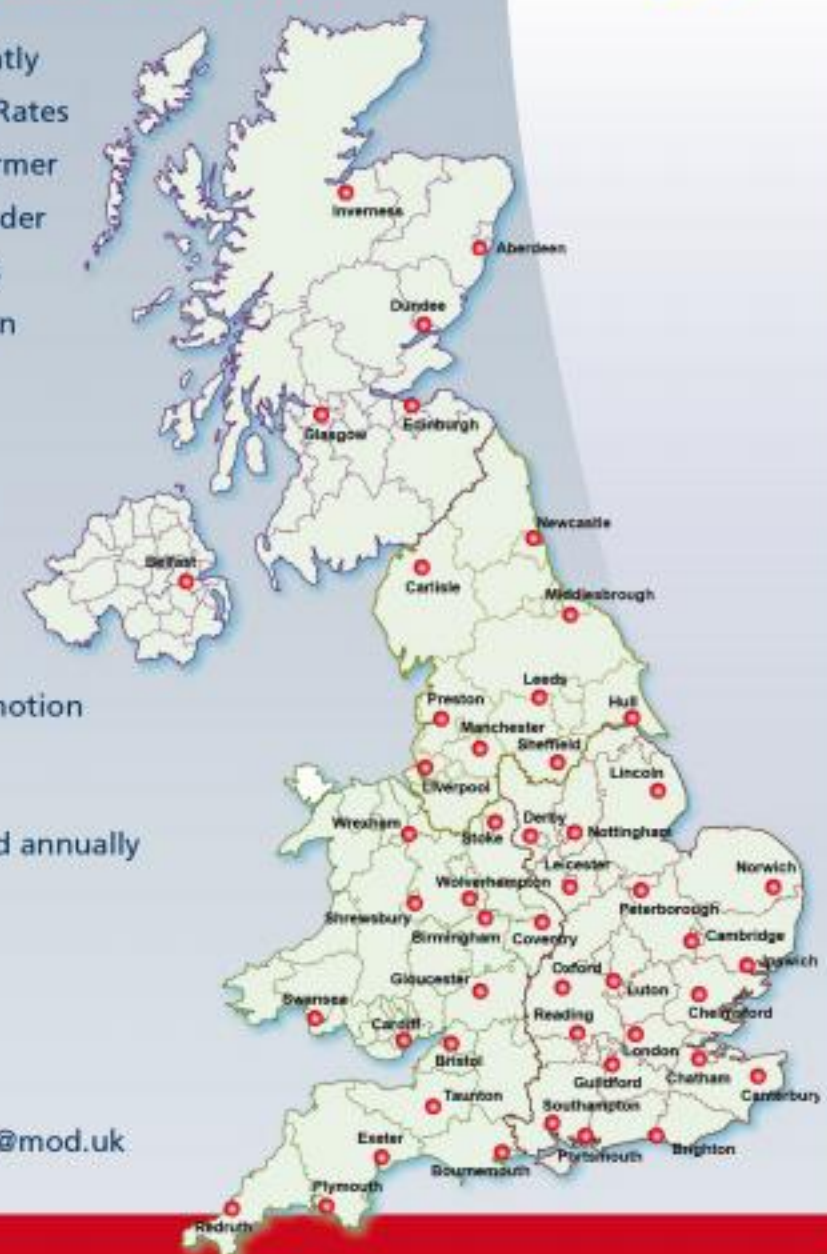 ntly
Rates
rmer
der
n
notion
d annually
@mod.uk
Inverness
Aberdeen
Dundee
Glasgow
Edinburgh
Newcastle
Belfast
Carlisle
Middlesbrough
Leeds
Preston
Hull
Manchester
Sheffield
Liverpool
Lincoln
Wrexham
Stoke
Derby
Nottingham
Leicester
Norwich
Wolverhampton
Peterborough
Shrewsbury
Birmingham
Coventry
Cambridge
Ipswich
Gloucester
Oxford
Luton
Swansea
Reading
Chelmsford
Cardiff
London
Bristol
Guildford
Chatham
Canterbury
Taunton
Southampton
Exeter
Bournemouth
Portsmouth
Brighton
Plymouth
Redruth